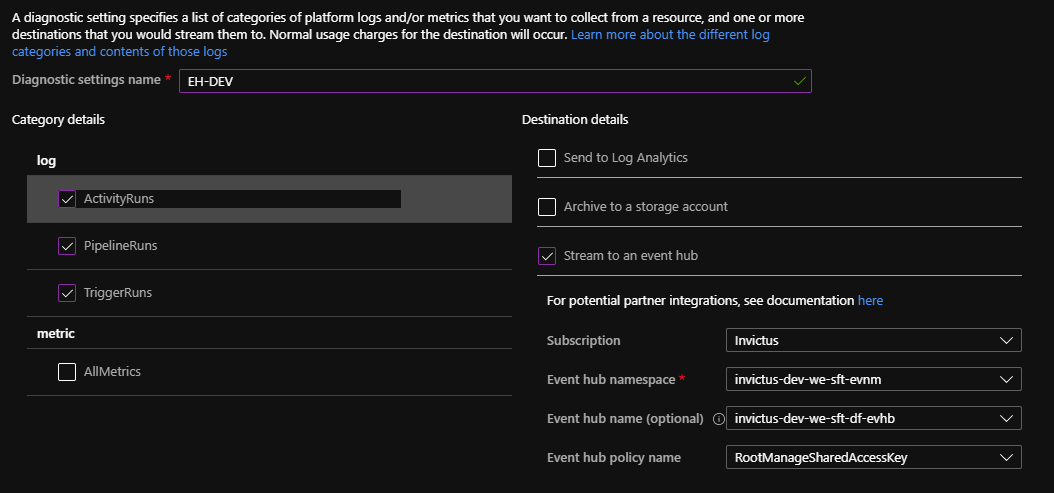 A diagnostic setting specifies a list of categories of platform logs and/or metrics that you want to collect from a resource, and one or more
destinations that you would stream them to. Normal usage charges for the destination will occur. Learn more about the different log
categories and contents of those logs
Diagnostic settings name * EH-DEV
Category details
log
ActivityRuns
PipelineRuns
TriggerRuns
metric
AllMetrics
Destination details
Send to Log Analytics
Archive to a storage account
Stream to an event hub
For potential partner integrations, see documentation here
Subscription Invictus
Event hub namespace * invictus-dev-we-sft-evnm
Event hub name (optional) invictus-dev-we-sft-df-evhb
Event hub policy name RootManageSharedAccessKey